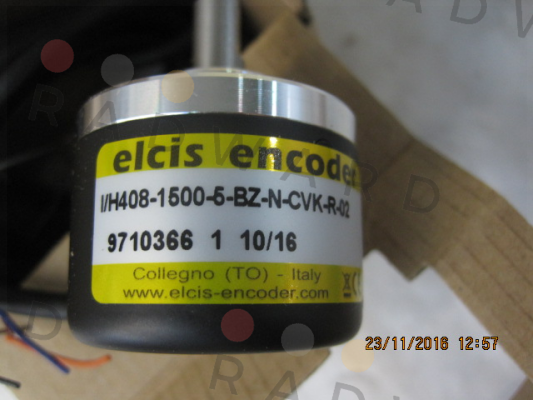 elcis encoder
I/H408-1500-5-BZ-N-CVK-R-02
9710366 1 10/16
Collegno (TO) - Italy
www.elcis-encoder.com
CE
23/11/2016 12:57